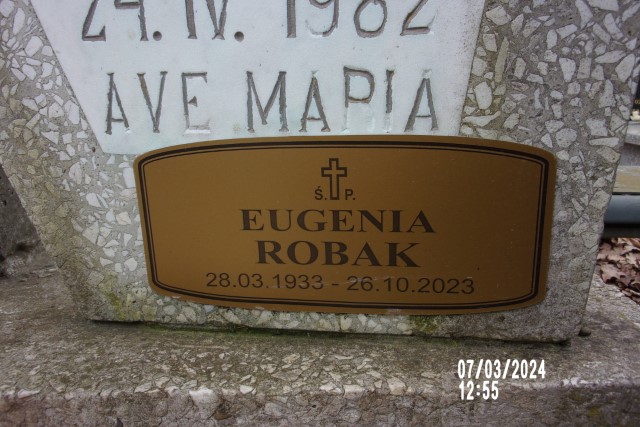 24.IV.1982
AVE MARIA
Ś. P.
EUGENIA
ROBAK
28.03.1933 - 26.10.2023
07/03/2024
12:55